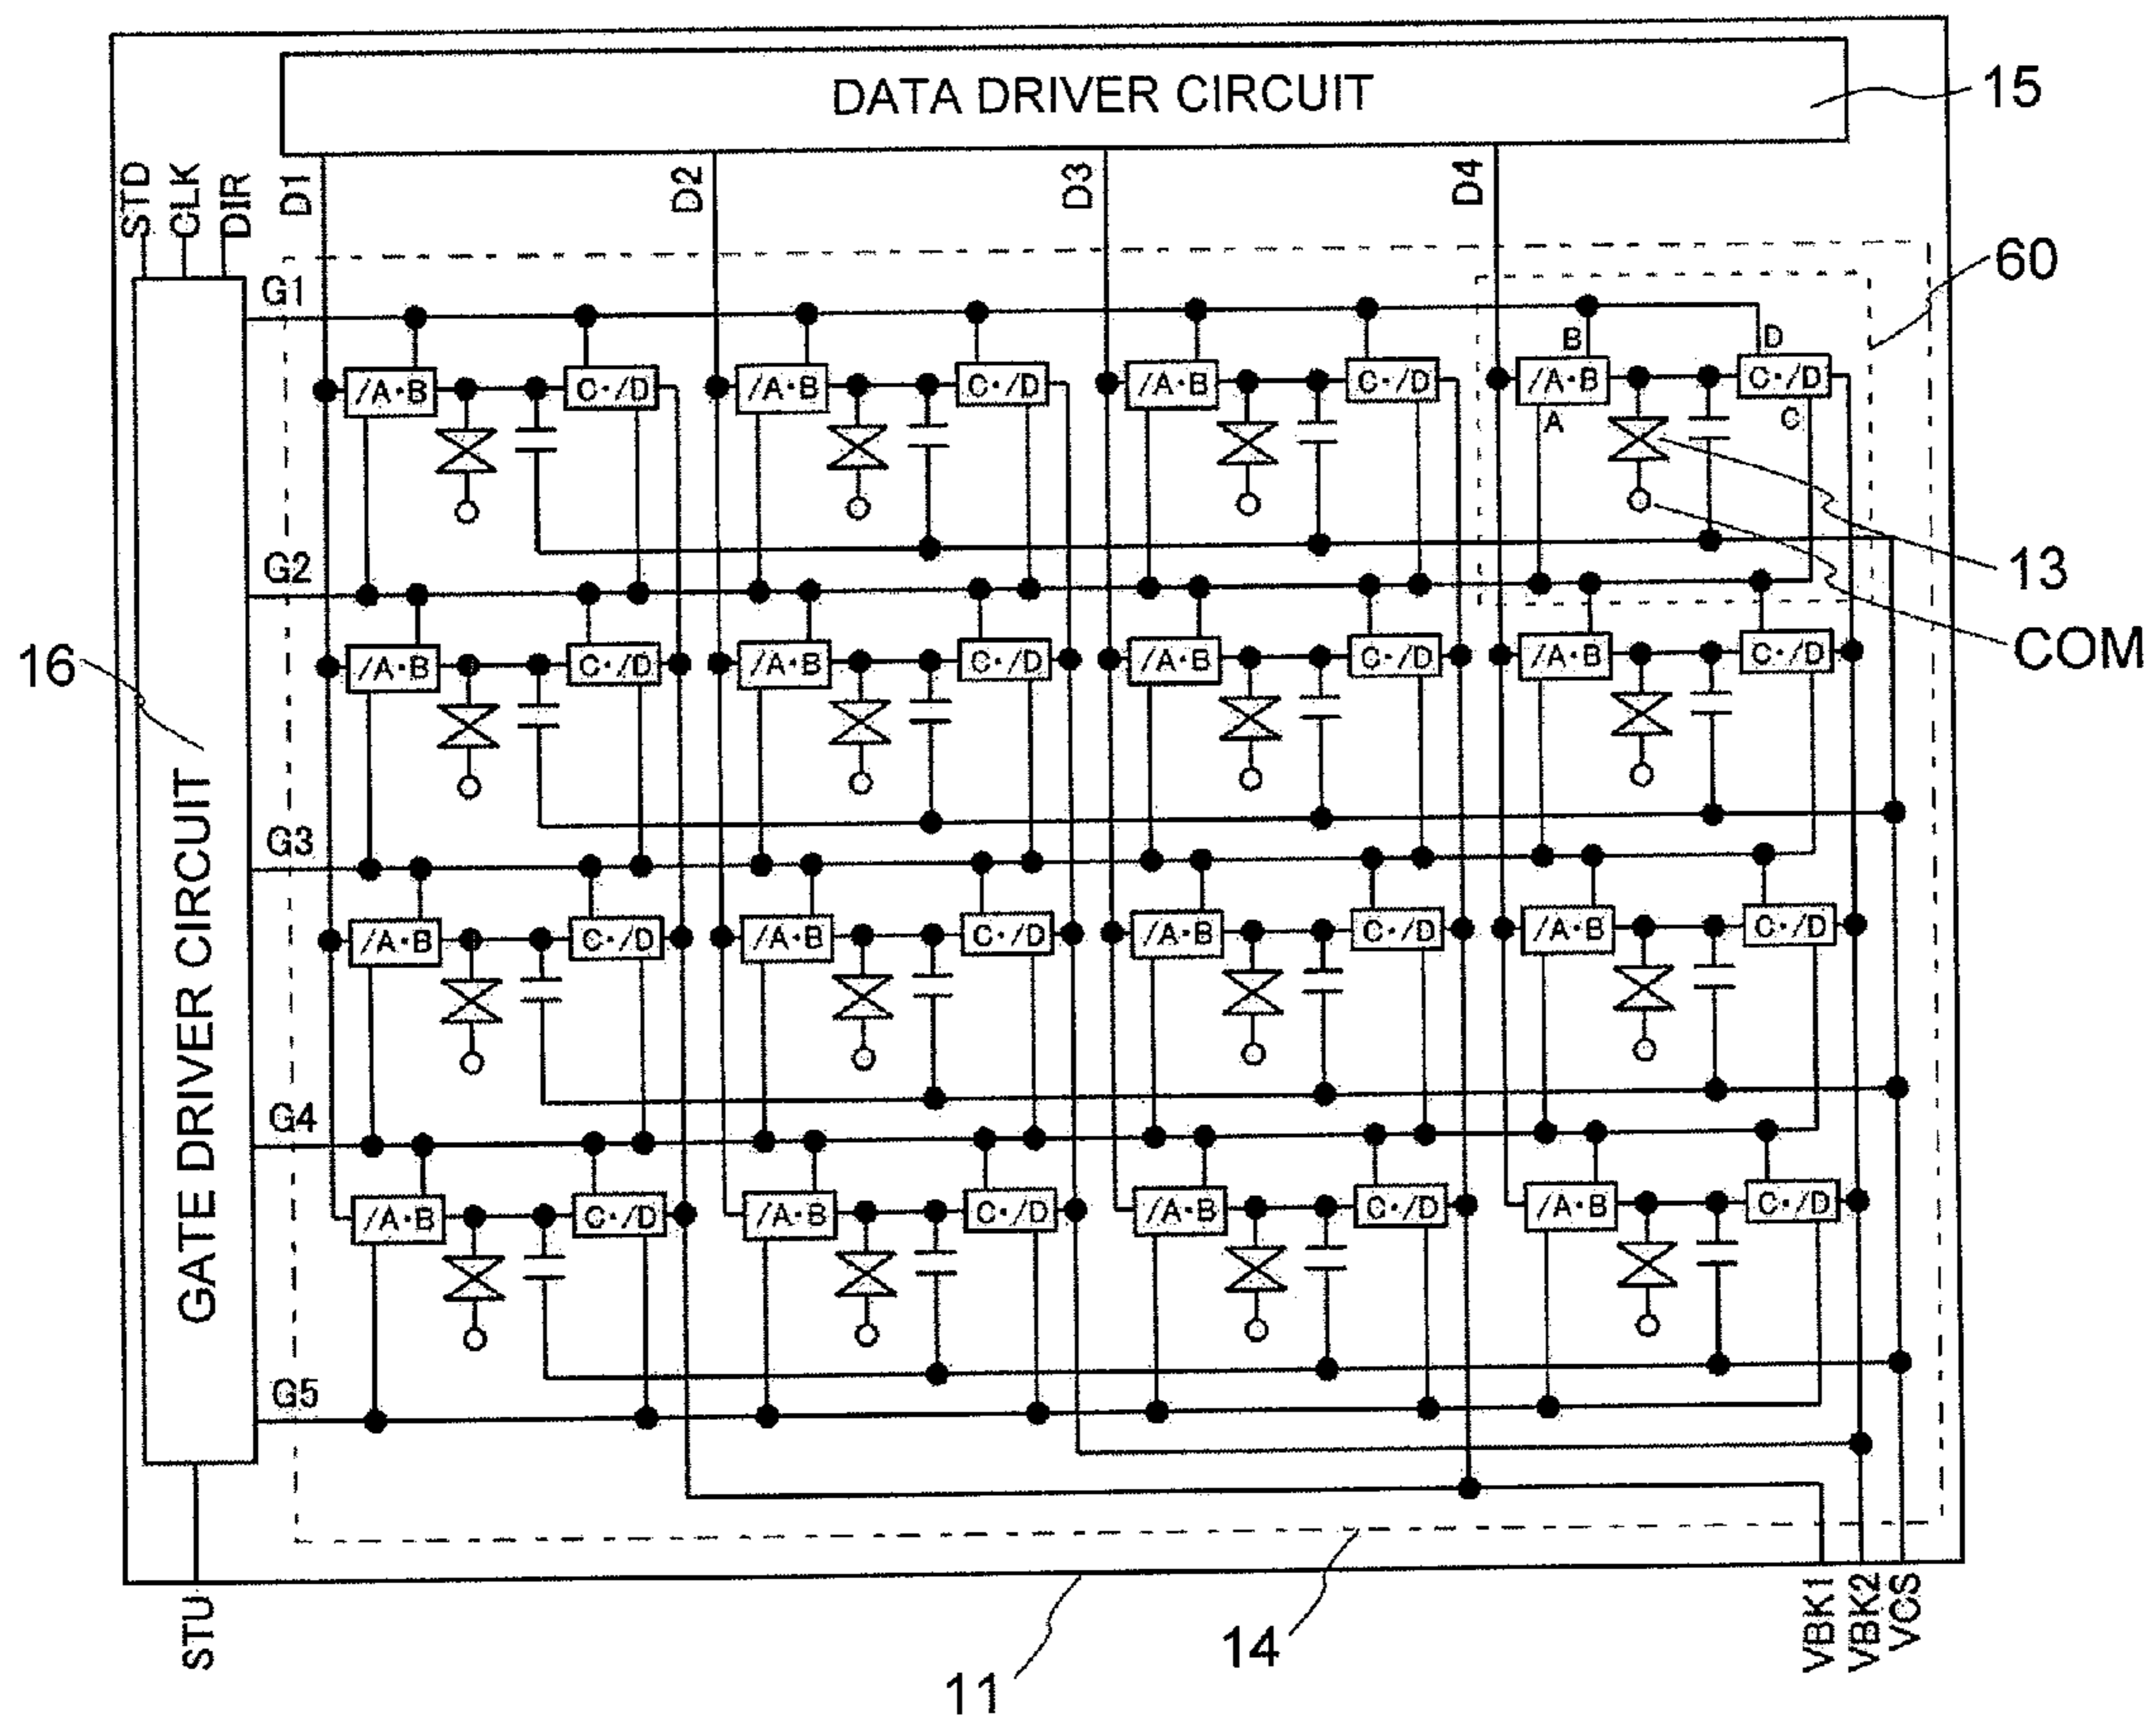 DATA DRIVER CIRCUIT
15
STD
CLK
DIR
D1
D2
D3
D4
60
G1
B
D
/A·B
C·/D
/A·B
C·/D
/A·B
C·/D
/A·B
C·/D
A
C
13
COM
G2
/A·B
C·/D
/A·B
C·/D
/A·B
C·/D
/A·B
C·/D
16
GATE DRIVER CIRCUIT
G3
/A·B
C·/D
/A·B
C·/D
/A·B
C·/D
/A·B
C·/D
G4
/A·B
C·/D
/A·B
C·/D
/A·B
C·/D
/A·B
C·/D
G5
STU
11
14
VBK1
VBK2
VCS